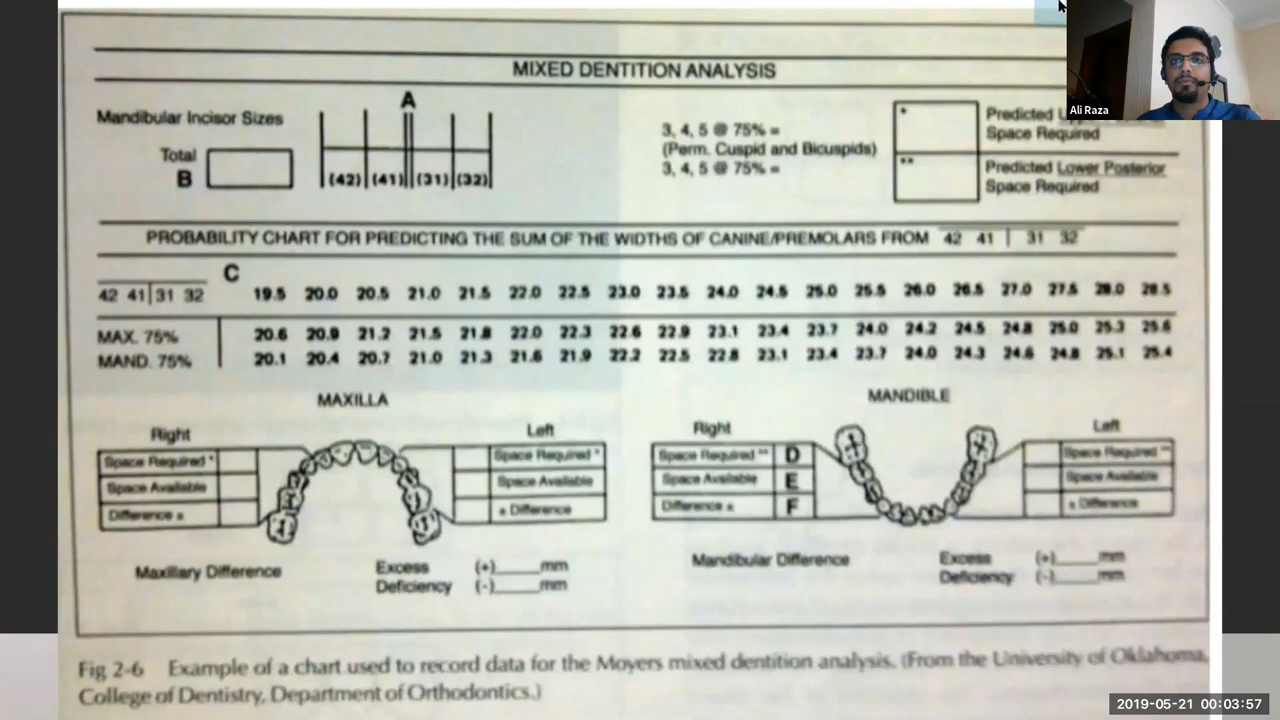 MIXED DENTITION ANALYSIS
Ali Raza
Mandibular Incisor Sizes
A
Total
B
(42) (41) (31) (32)
3, 4, 5 @ 75% =
(Perm. Cuspid and Bicuspids)
3, 4, 5 @ 75% =
*
Predicted
Space Required
**
Predicted Lower Posterior
Space Required
PROBABILITY CHART FOR PREDICTING THE SUM OF THE WIDTHS OF CANINE/PREMOLARS FROM 42 41 | 31 32
C
42 41 | 31 32 19.5 20.0 20.5 21.0 21.5 22.0 22.5 23.0 23.5 24.0 24.5 25.0 25.5 26.0 26.5 27.0 27.5 28.0 28.5
MAX. 75% 20.6 20.9 21.2 21.5 21.8 22.0 22.3 22.6 22.9 23.1 23.4 23.7 24.0 24.2 24.5 24.8 25.0 25.3 25.6
MAND. 75% 20.1 20.4 20.7 21.0 21.3 21.6 21.9 22.2 22.5 22.8 23.1 23.4 23.7 24.0 24.3 24.6 24.8 25.1 25.4
MAXILLA
Right
Space Required *
Space Available
Difference ±
Left
Space Required *
Space Available
± Difference
Maxillary Difference
Excess (+)____mm
Deficiency (-)____mm
MANDIBLE
Right
Space Required ** D
Space Available E
Difference ± F
Left
Space Required **
Space Available
± Difference
Mandibular Difference
Excess (+)____mm
Deficiency (-)____mm
Fig 2-6 Example of a chart used to record data for the Moyers mixed dentition analysis. (From the University of Oklahoma,
College of Dentistry, Department of Orthodontics.)
2019-05-21 00:03:57